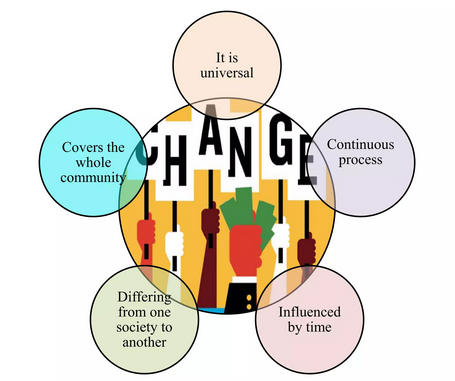 It is
universal
CHANGE
Covers the
whole
community
Continuous
process
Differing
from one
society to
another
Influenced
by time